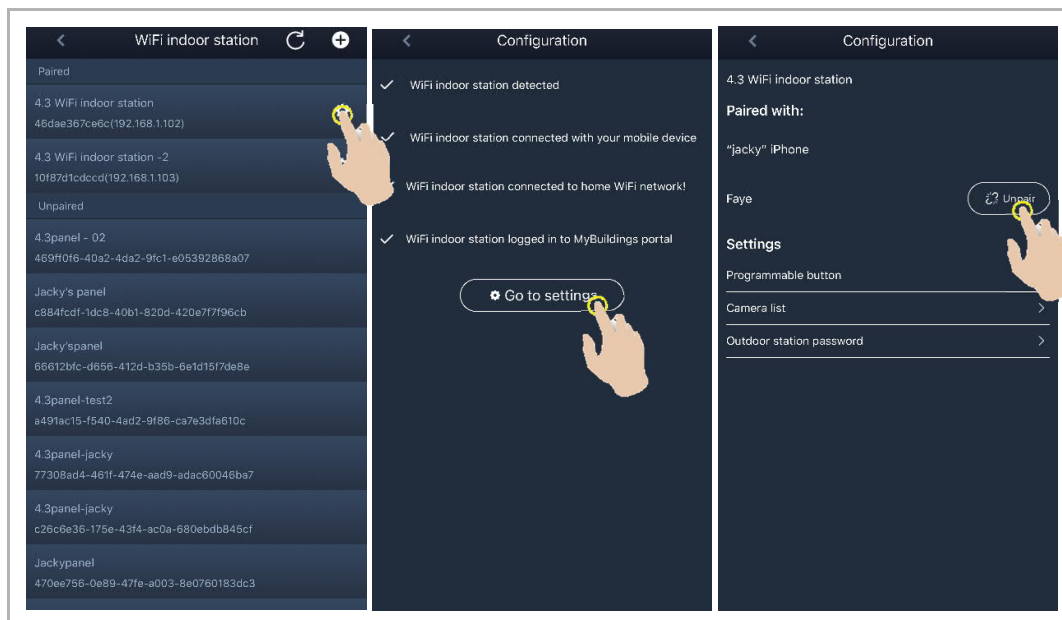 WiFi indoor station
Paired
4.3 WiFi indoor station
46dae367ce6c(192.168.1.102)
4.3 WiFi indoor station -2
10f87d1cdccd(192.168.1.103)
Unpaired
4.3panel - 02
469ff0f6-40a2-4da2-9fc1-e05392868a07
Jacky's panel
c884fcdf-1dc8-40b1-820d-420e7f7f96cb
Jacky'spanel
66612bfc-d656-412d-b35b-6e1d15f7de8e
4.3panel-test2
a491ac15-f540-4ad2-9f86-ca7e3dfa610c
4.3panel-jacky
77308ad4-461f-474e-aad9-adac60046ba7
4.3panel-jacky
c26c6e36-175e-43f4-ac0a-680ebdb845cf
Jackypanel
470ee756-0e89-47fe-a003-8e0760183dc3
Configuration
WiFi indoor station detected
WiFi indoor station connected with your mobile device
WiFi indoor station connected to home WiFi network!
WiFi indoor station logged in to MyBuildings portal
Go to settings
Configuration
4.3 WiFi indoor station
Paired with:
“jacky” iPhone
Faye
Unpair
Settings
Programmable button
Camera list
Outdoor station password